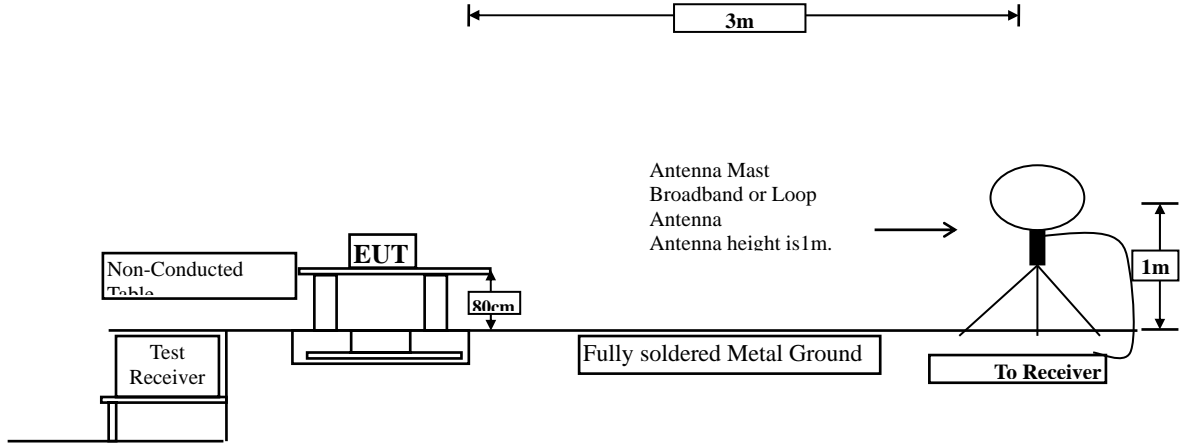 3m
Antenna Mast
Broadband or Loop
Antenna
Antenna height is1m.
EUT
Non-Conducted
Table
80cm
1m
Test
Receiver
Fully soldered Metal Ground
To Receiver